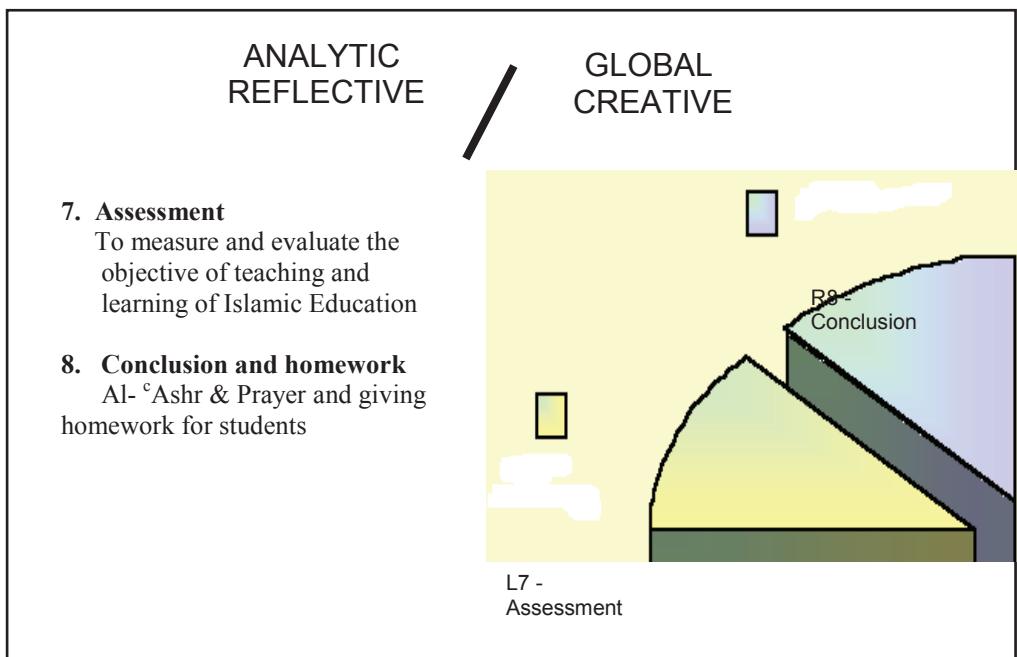 ANALYTIC
REFLECTIVE
GLOBAL
CREATIVE
7. Assessment
To measure and evaluate the
objective of teaching and
learning of Islamic Education
8. Conclusion and homework
Al- ᶜAshr & Prayer and giving
homework for students
R8 -
Conclusion
L7 -
Assessment